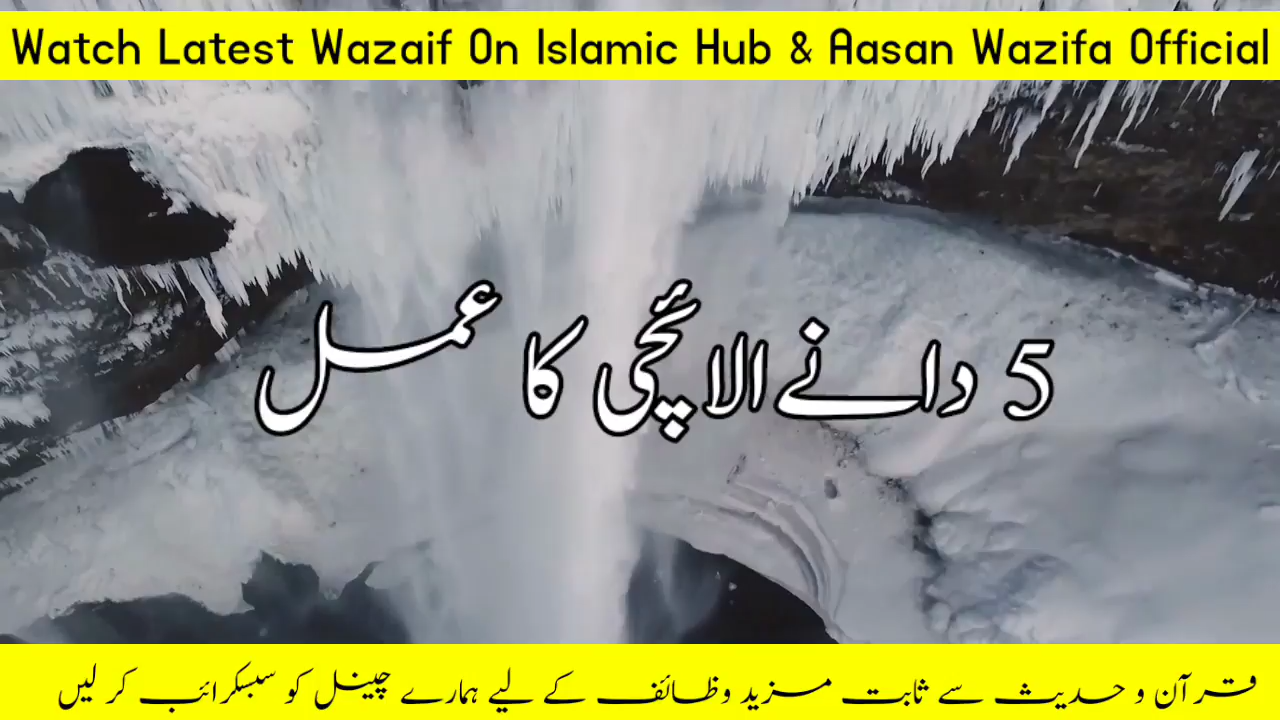 Watch Latest Wazaif On Islamic Hub & Aasan Wazifa Official
5 دانے الائچی کا عمل
قرآن و حدیث سے ثابت مزید وظائف کے لیے ہمارے چینل کو سبسکرائب کر لیں